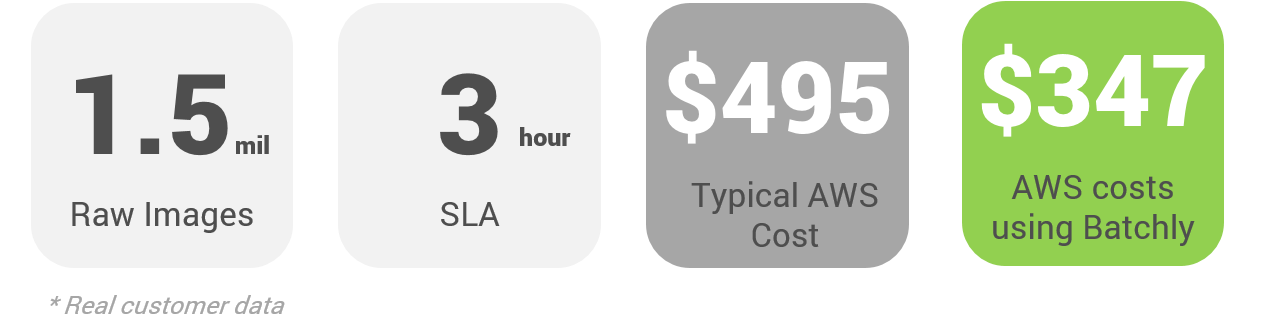 1.5 mil
Raw Images
3 hour
SLA
$495
Typical AWS
Cost
$347
AWS costs
using Batchly
* Real customer data